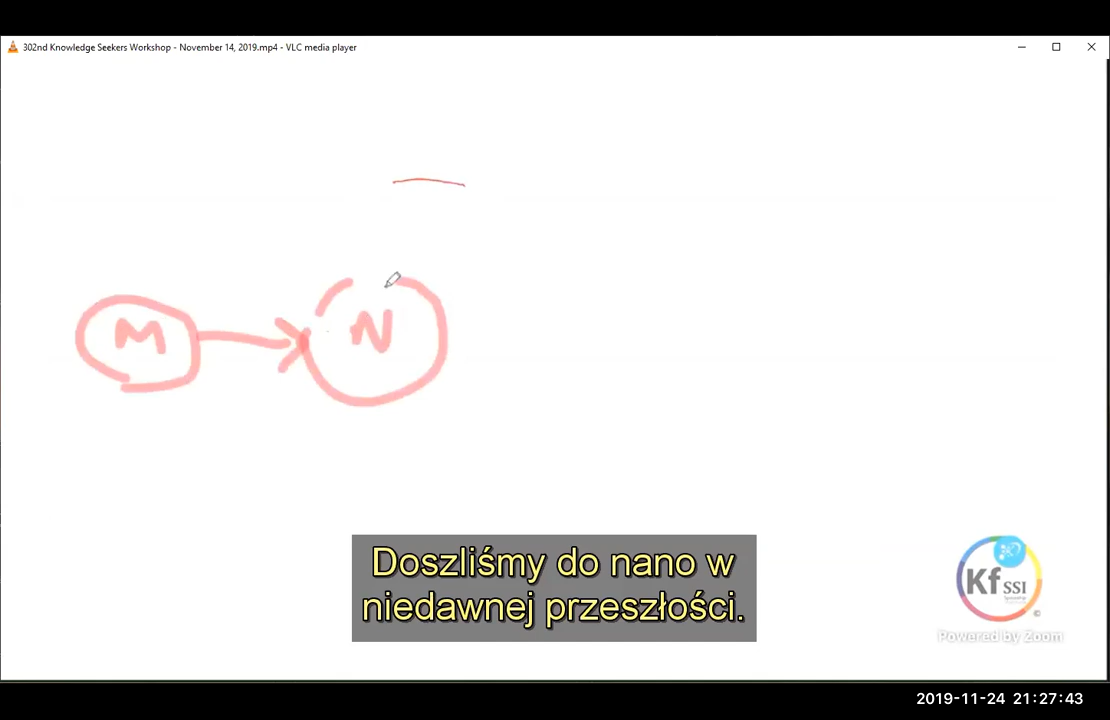 302nd Knowledge Seekers Workshop - November 14, 2019.mp4 - VLC media player
M
N
Doszliśmy do nano w
niedawnej przeszłości.
Kf SSI
Powered by Zoom
2019-11-24 21:27:43